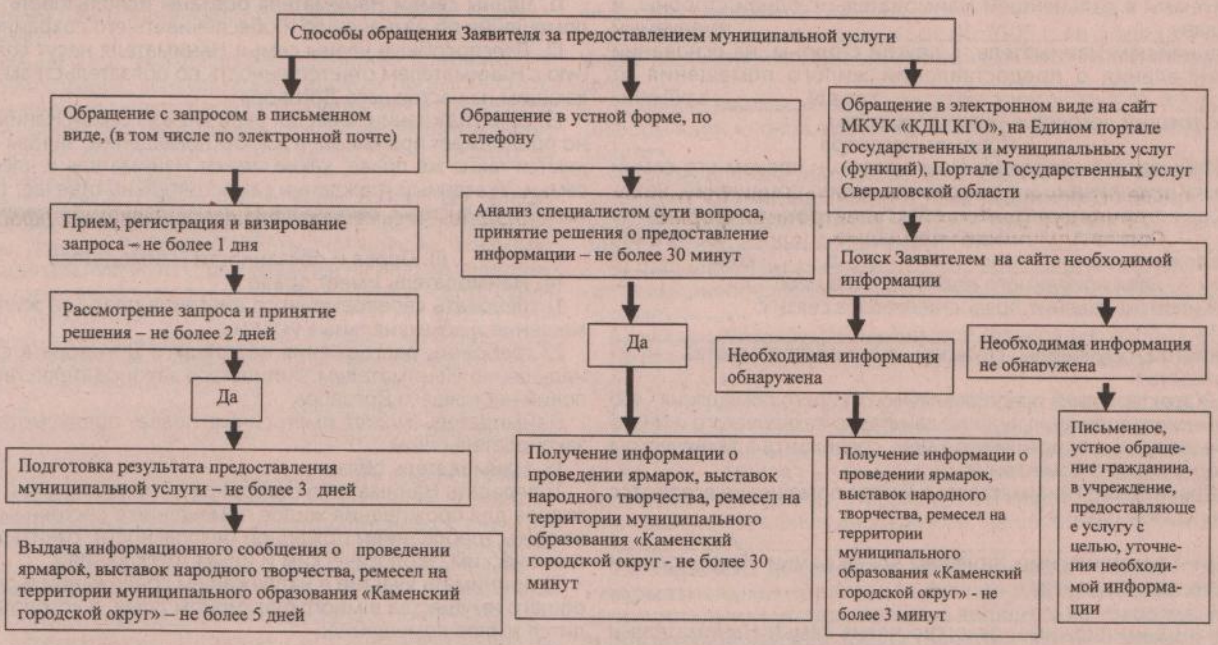 Способы обращения Заявителя за предоставлением муниципальной услуги
Обращение с запросом в письменном
виде, (в том числе по электронной почте)
Прием, регистрация и визирование
запроса – не более 1 дня
Рассмотрение запроса и принятие
решения – не более 2 дней
Да
Подготовка результата предоставления
муниципальной услуги – не более 3 дней
Выдача информационного сообщения о проведении
ярмарок, выставок народного творчества, ремесел на
территории муниципального образования «Каменский
городской округ» – не более 5 дней
Обращение в устной форме, по
телефону
Анализ специалистом сути вопроса,
принятие решения о предоставление
информации – не более 30 минут
Да
Получение информации о
проведении ярмарок, выставок
народного творчества, ремесел на
территории муниципального
образования «Каменский
городской округ - не более 30
минут
Обращение в электронном виде на сайт
МКУК «КДЦ КГО», на Едином портале
государственных и муниципальных услуг
(функций), Портале Государственных услуг
Свердловской области
Поиск Заявителем на сайте необходимой
информации
Необходимая информация
обнаружена
Получение информации о
проведении ярмарок,
выставок народного
творчества, ремесел на
территории
муниципального
образования «Каменский
городской округ» - не
более 3 минут
Необходимая информация
не обнаружена
Письменное,
устное обраще-
ние гражданина,
в учреждение,
предоставляюще
е услугу с
целью, уточне-
ния необходи-
мой информа-
ции